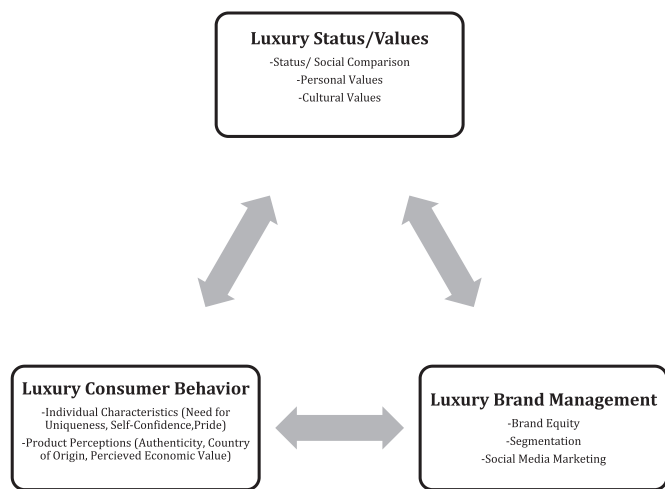 Luxury Status/Values
-Status/ Social Comparison
-Personal Values
-Cultural Values
Luxury Consumer Behavior
-Individual Characteristics (Need for
Uniqueness, Self-Confidence,Pride)
-Product Perceptions (Authenticity, Country
of Origin, Percieved Economic Value)
Luxury Brand Management
-Brand Equity
-Segmentation
-Social Media Marketing